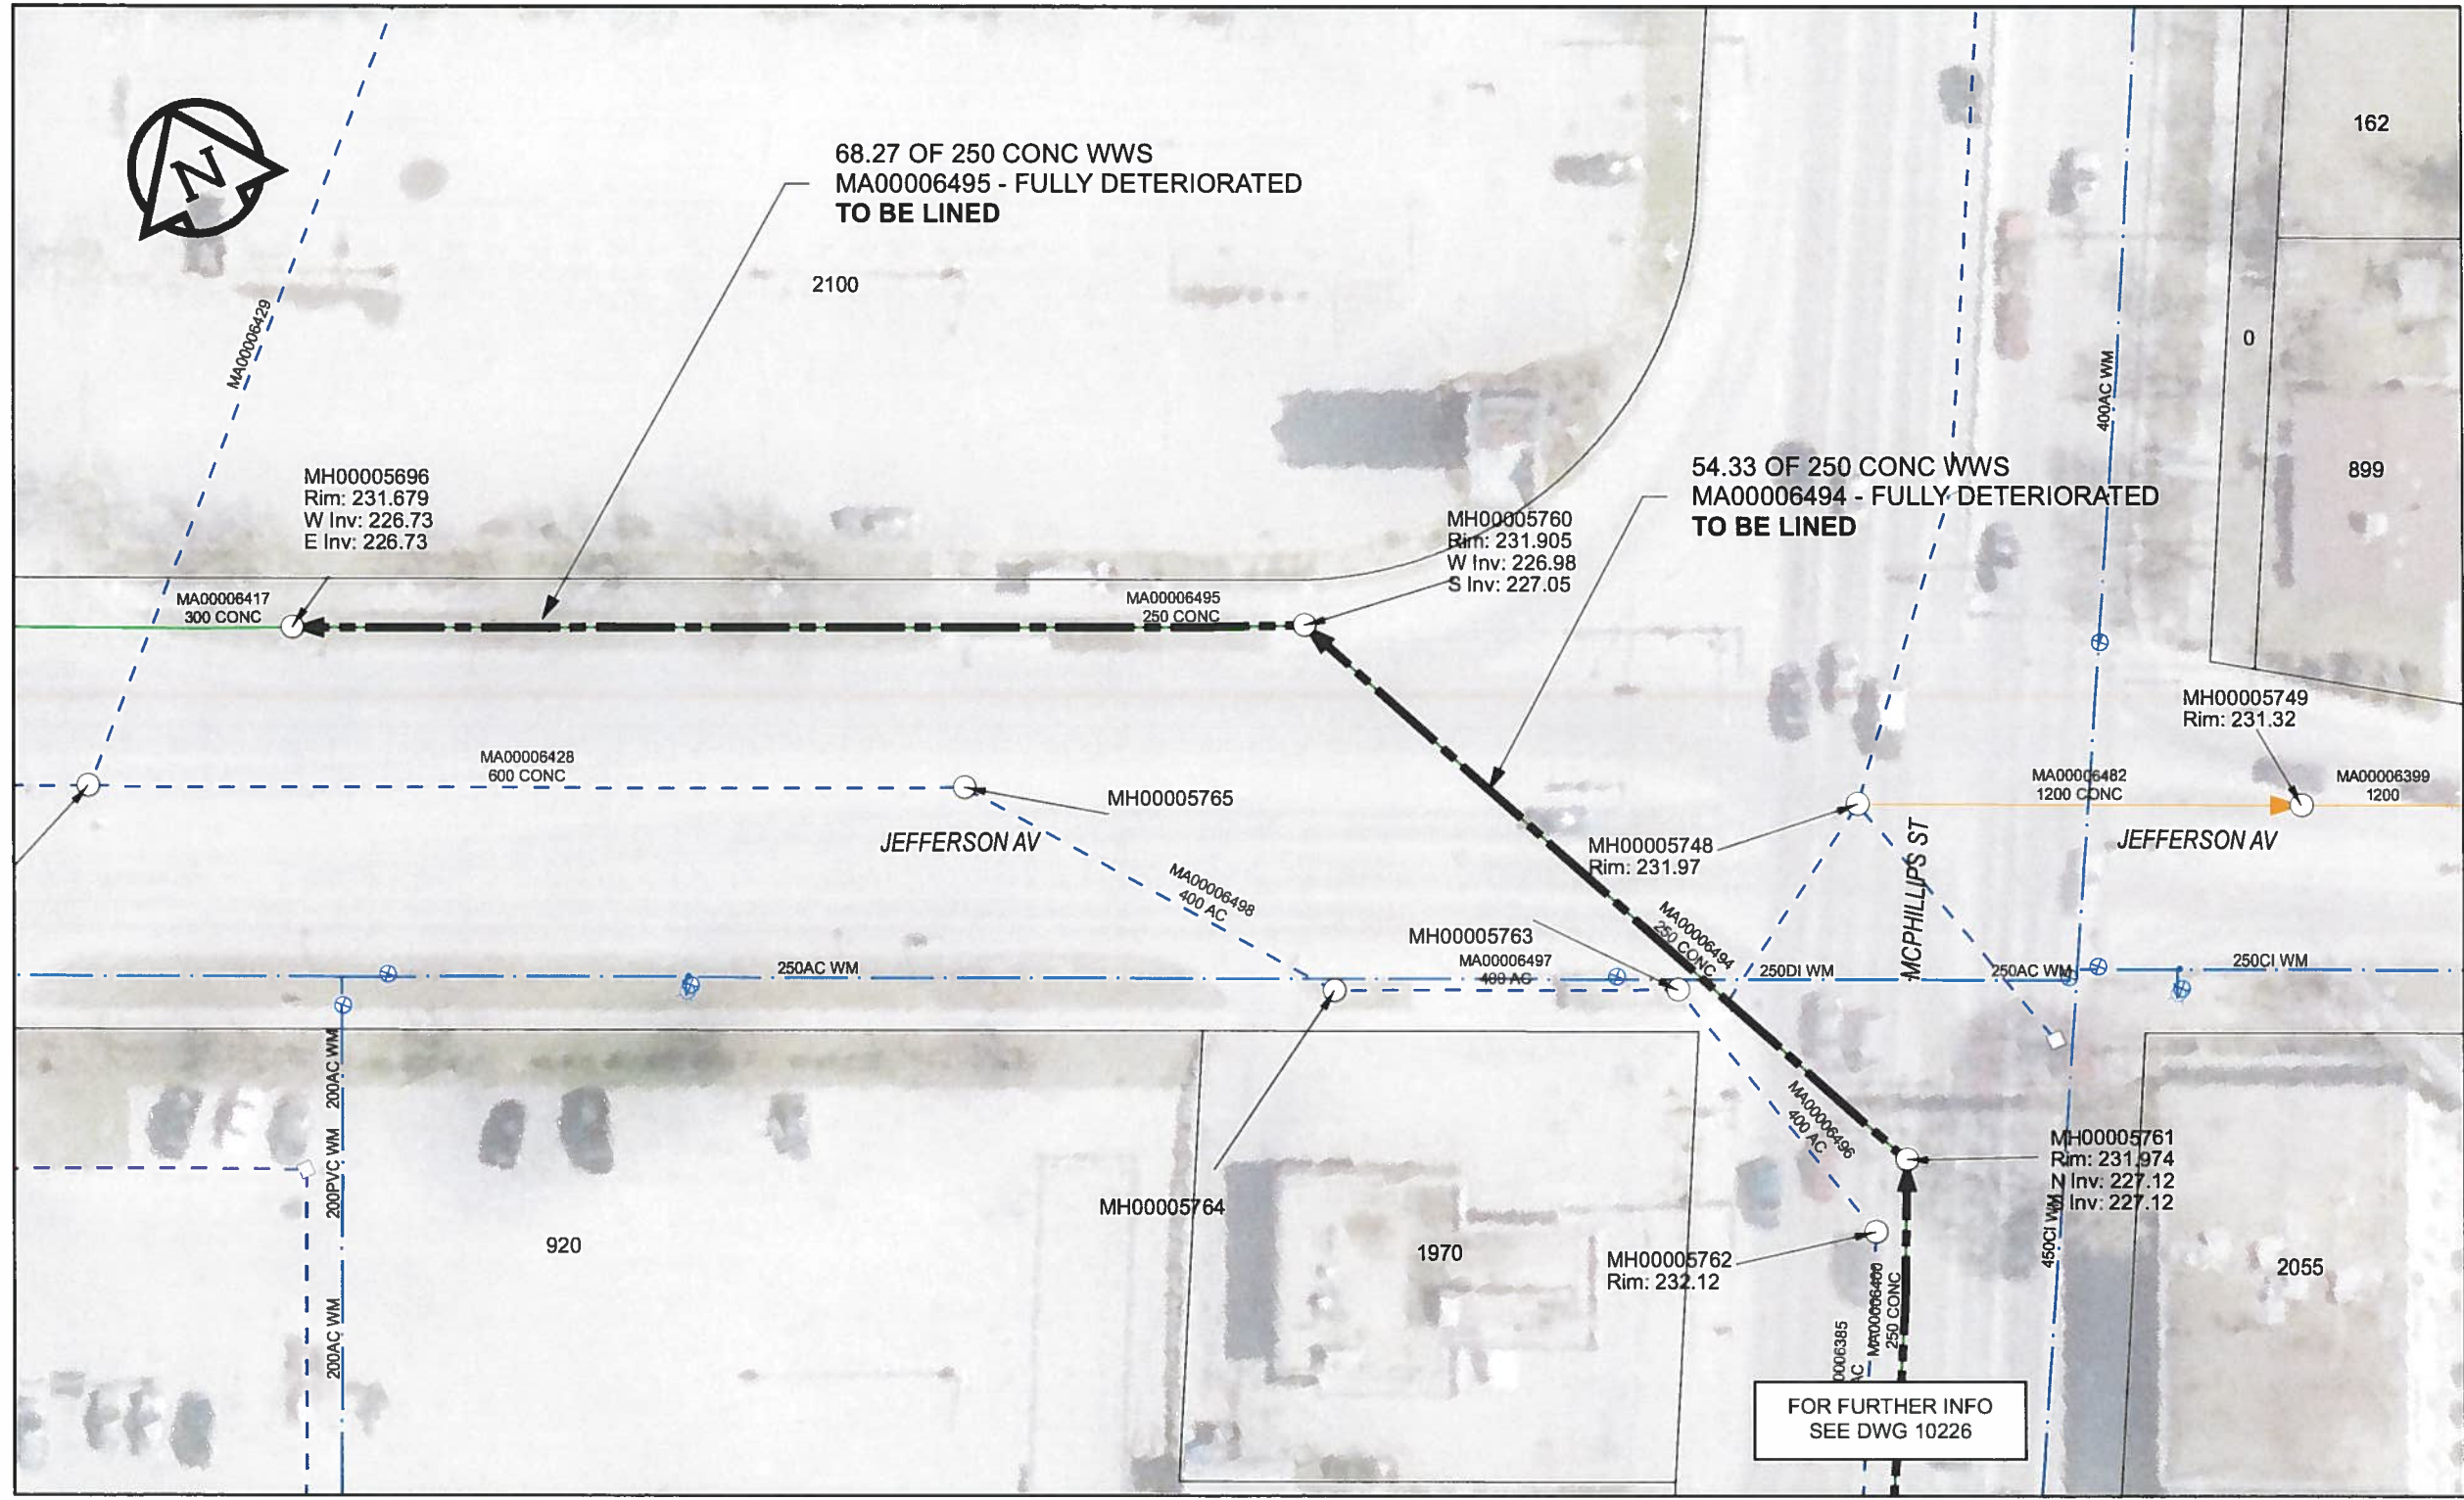 N
162
68.27 OF 250 CONC WWS
MA00006495 - FULLY DETERIORATED
TO BE LINED
2100
MA00006429
0
400AC WM
899
54.33 OF 250 CONC WWS
MA00006494 - FULLY DETERIORATED
TO BE LINED
MH00005696
Rim: 231.679
W Inv: 226.73
E Inv: 226.73
MH00005760
Rim: 231.905
W Inv: 226.98
S Inv: 227.05
MA00006417
300 CONC
MA00006495
250 CONC
MH00005749
Rim: 231.32
MA00006428
600 CONC
MH00005765
MA00006482
1200 CONC
MA00006399
1200
JEFFERSON AV
MH00005748
Rim: 231.97
MCPHILLIPS ST
JEFFERSON AV
MA00006498
400 AC
MA00006494
250 CONC
MH00005763
MA00006497
400 AC
250AC WM
250DI WM
250AC WM
250CI WM
200AC WM
200PVC WM
200AC WM
MA00006496
400 AC
MH00005761
Rim: 231.974
N Inv: 227.12
S Inv: 227.12
MH00005764
450CI WM
920
1970
MH00005762
Rim: 232.12
2055
MA00006400
250 CONC
0006385
AC
FOR FURTHER INFO
SEE DWG 10226